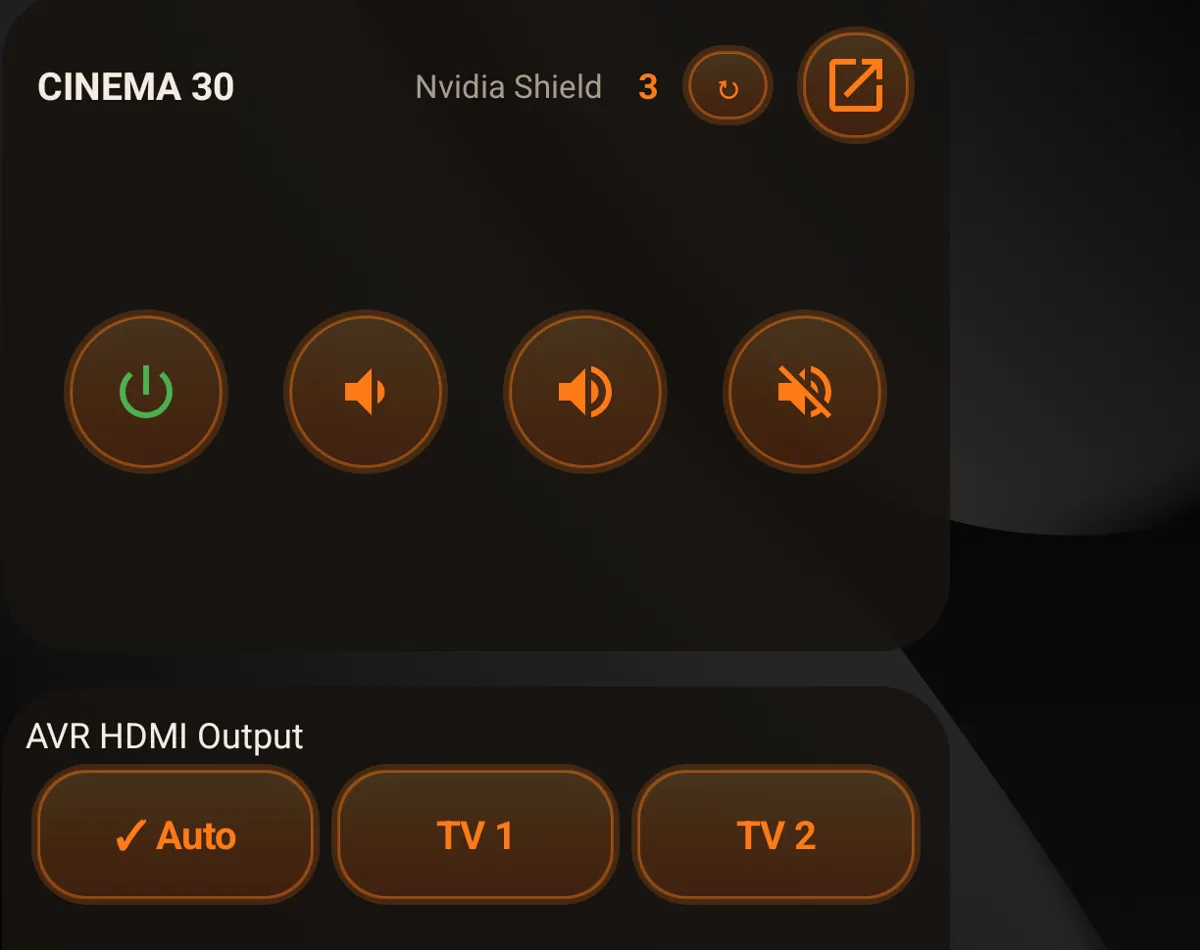 CINEMA 30
Nvidia Shield 3 ↻
AVR HDMI Output
✓ Auto
TV 1
TV 2